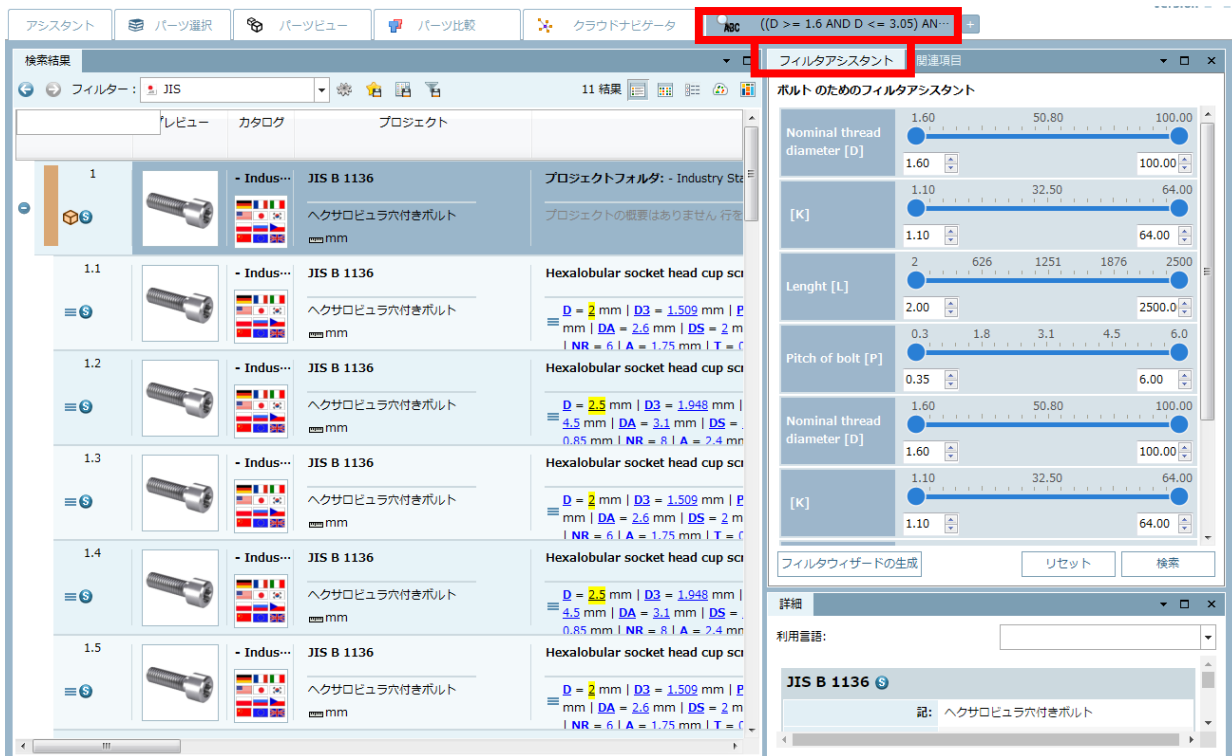 アシスタント
パーツ選択
パーツビュー
パーツ比較
クラウドナビゲータ
ABC
((D >= 1.6 AND D <= 3.05) AN…
+
検索結果
フィルター :
JIS
11 結果
プレビュー
カタログ
プロジェクト
1
- Indus…
JIS B 1136
プロジェクトフォルダ: - Industry Sta
ヘクサロビュラ穴付きボルト
プロジェクトの概要はありません 行を
mm
S
1.1
- Indus…
JIS B 1136
Hexalobular socket head cup scr
ヘクサロビュラ穴付きボルト
D = 2 mm | D3 = 1.509 mm | P
mm | DA = 2.6 mm | DS = 2 m
| NR = 6 | A = 1.75 mm | T = 0
mm
S
1.2
- Indus…
JIS B 1136
Hexalobular socket head cup scr
ヘクサロビュラ穴付きボルト
D = 2.5 mm | D3 = 1.948 mm |
4.5 mm | DA = 3.1 mm | DS =
0.85 mm | NR = 8 | A = 2.4 mm
mm
S
1.3
- Indus…
JIS B 1136
Hexalobular socket head cup scr
ヘクサロビュラ穴付きボルト
D = 2 mm | D3 = 1.509 mm | P
mm | DA = 2.6 mm | DS = 2 m
| NR = 6 | A = 1.75 mm | T = 0
mm
S
1.4
- Indus…
JIS B 1136
Hexalobular socket head cup scr
ヘクサロビュラ穴付きボルト
D = 2.5 mm | D3 = 1.948 mm |
4.5 mm | DA = 3.1 mm | DS =
0.85 mm | NR = 8 | A = 2.4 mm
mm
S
1.5
- Indus…
JIS B 1136
Hexalobular socket head cup scr
ヘクサロビュラ穴付きボルト
D = 2 mm | D3 = 1.509 mm | P
mm | DA = 2.6 mm | DS = 2 m
| NR = 6 | A = 1.75 mm | T = 0
mm
S
フィルタアシスタント
関連項目
ボルト のためのフィルタアシスタント
Nominal thread
diameter [D]
1.60 50.80 100.00
1.60 100.00
[K]
1.10 32.50 64.00
1.10 64.00
Lenght [L]
2 626 1251 1876 2500
2.00 2500.0
Pitch of bolt [P]
0.3 1.8 3.1 4.5 6.0
0.35 6.00
Nominal thread
diameter [D]
1.60 50.80 100.00
1.60 100.00
[K]
1.10 32.50 64.00
1.10 64.00
フィルタウィザードの生成
リセット
検索
詳細
利用言語:
JIS B 1136 S
記: ヘクサロビュラ穴付きボルト